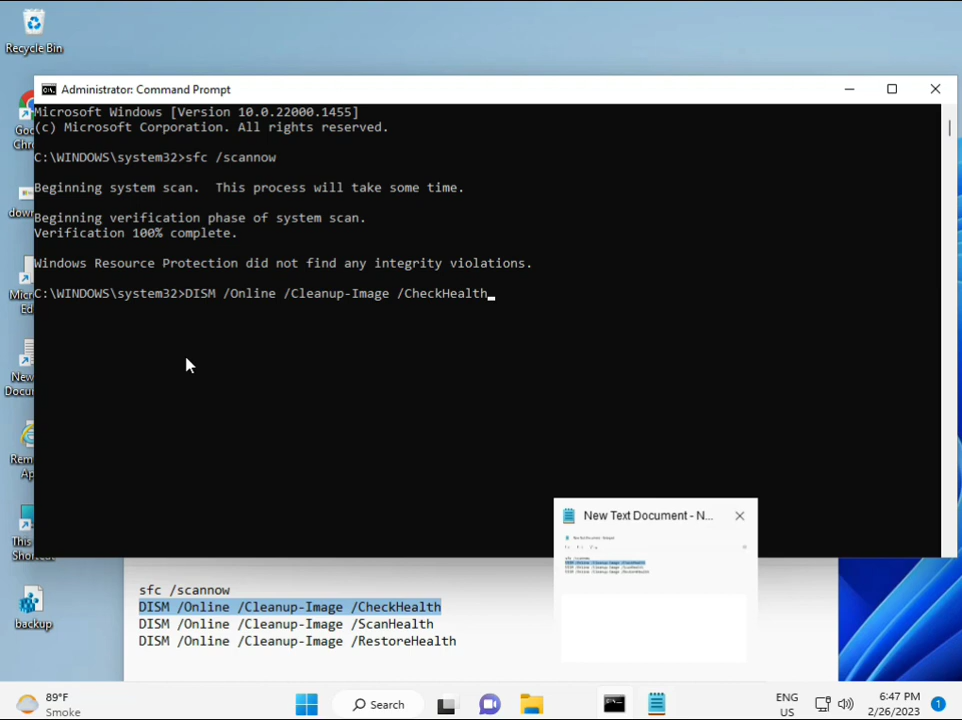 Recycle Bin
Administrator: Command Prompt
Microsoft Windows [Version 10.0.22000.1455]
(c) Microsoft Corporation. All rights reserved.
C:\WINDOWS\system32>sfc /scannow
Beginning system scan.  This process will take some time.
Beginning verification phase of system scan.
Verification 100% complete.
Windows Resource Protection did not find any integrity violations.
C:\WINDOWS\system32>DISM /Online /Cleanup-Image /CheckHealth
New Text Document - N...
sfc /scannow
DISM /Online /Cleanup-Image /CheckHealth
DISM /Online /Cleanup-Image /ScanHealth
DISM /Online /Cleanup-Image /RestoreHealth
backup
89°F
Smoke
Search
ENG
US
6:47 PM
2/26/2023
1